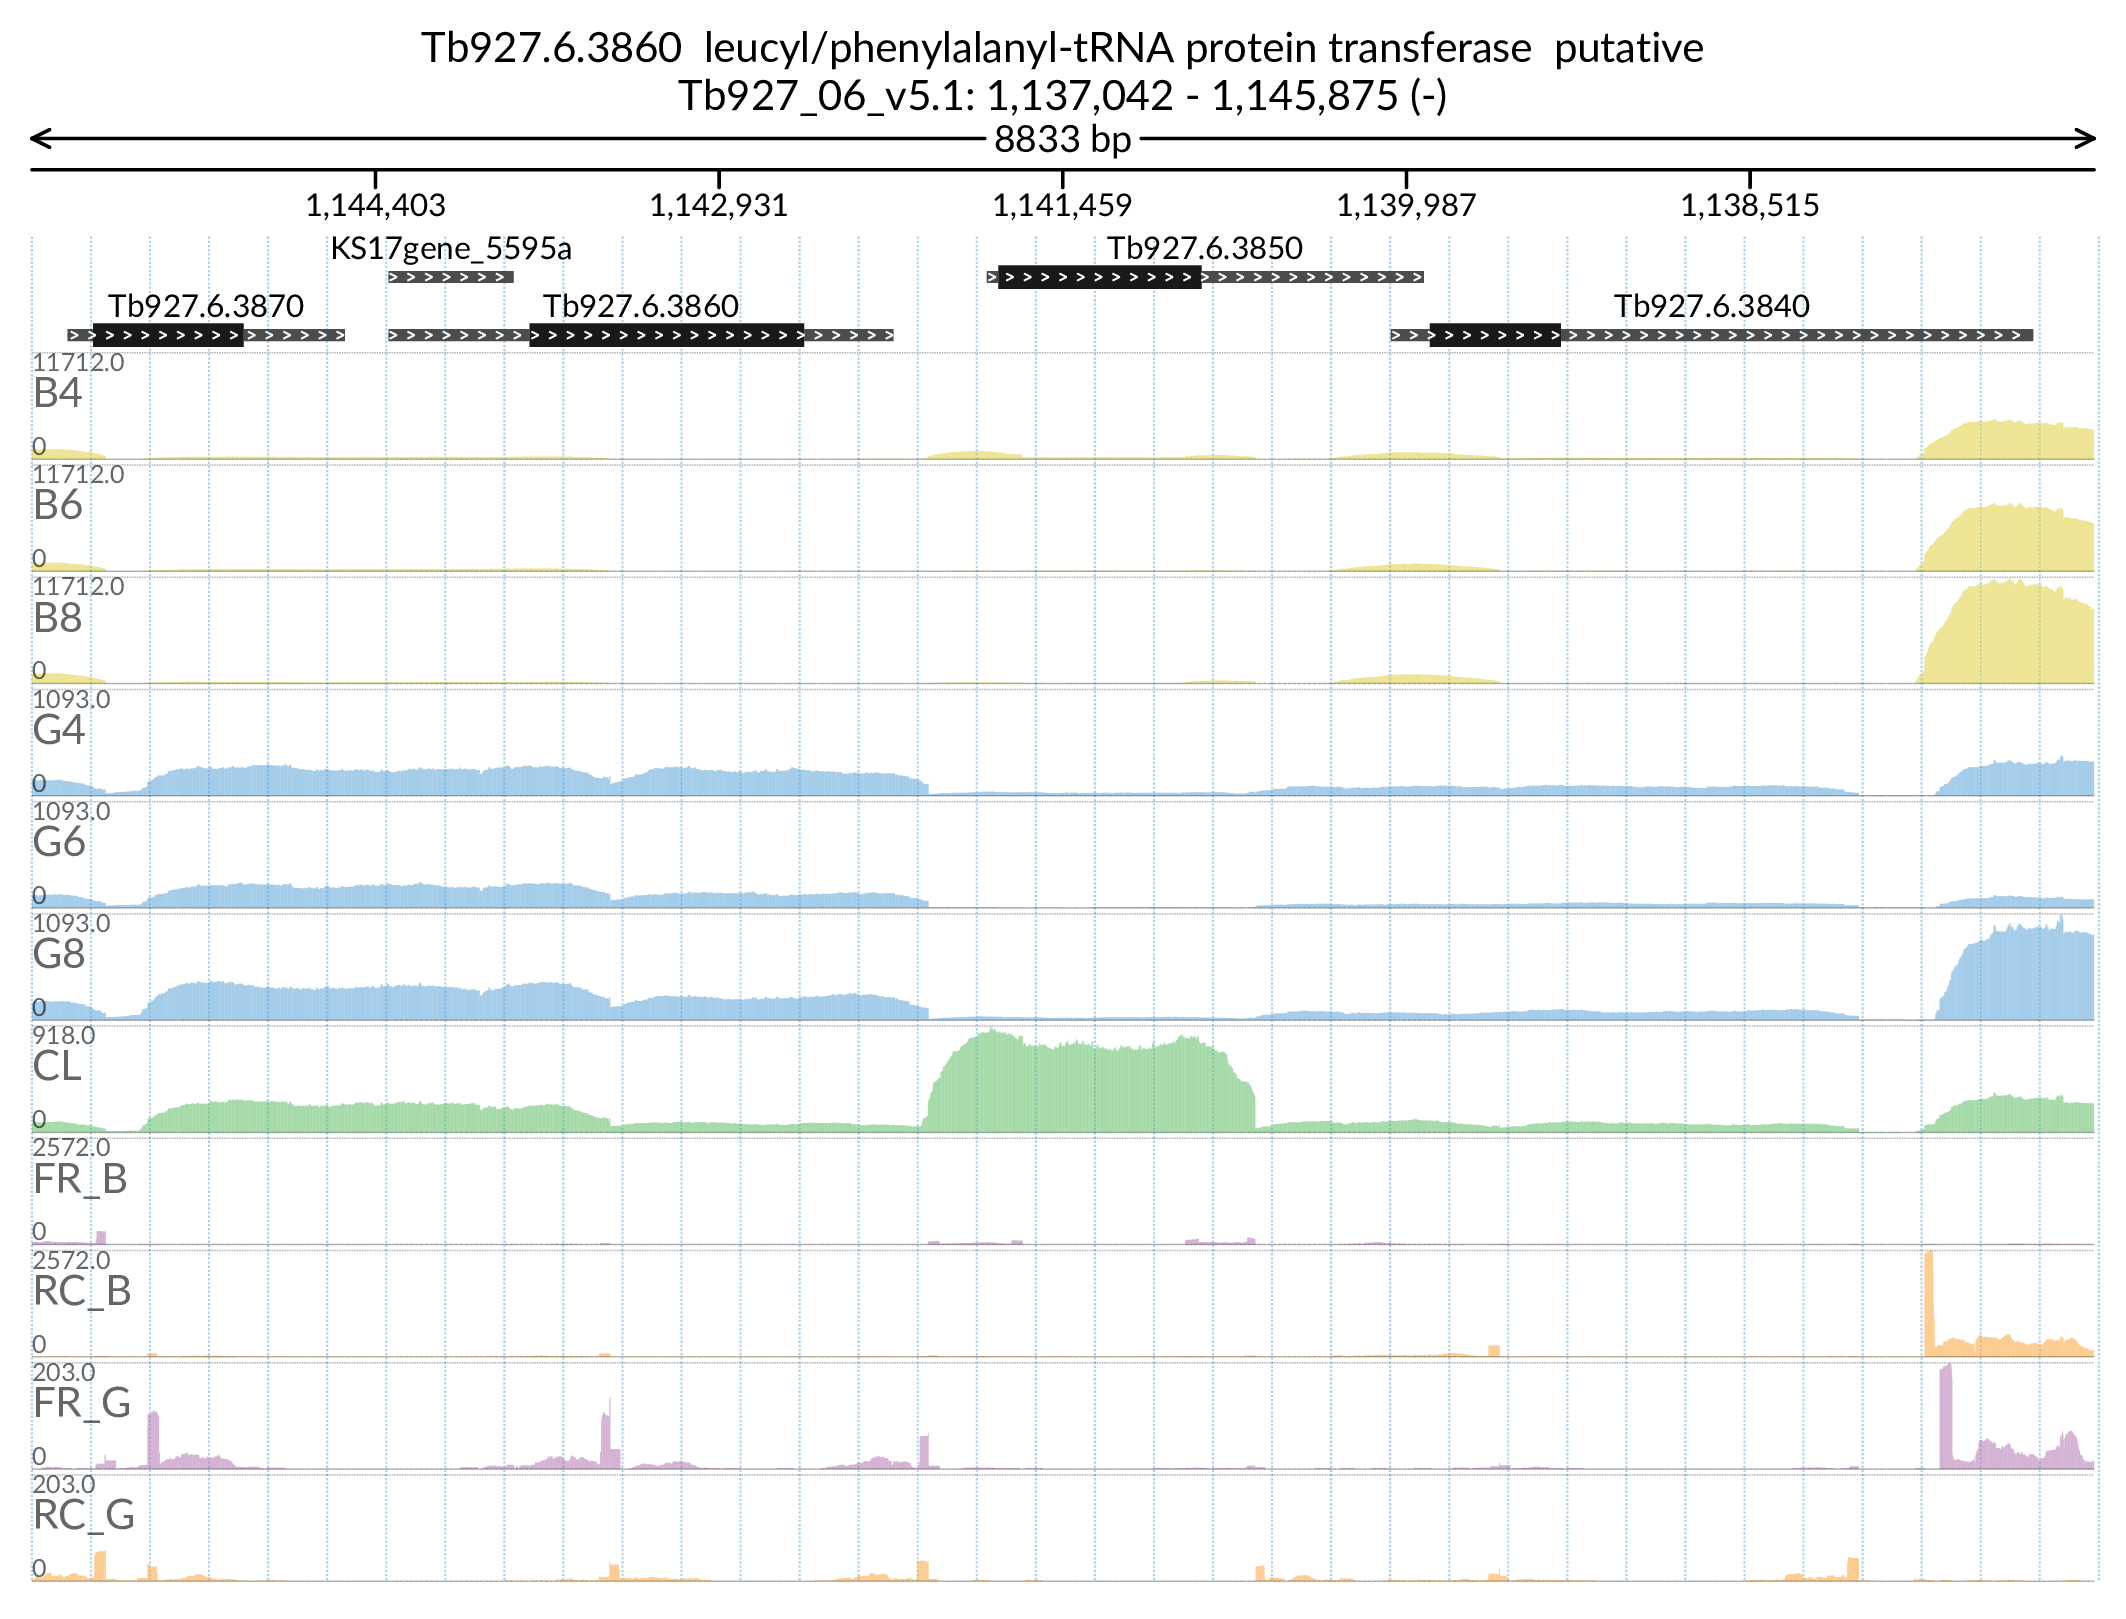 Tb927.6.3860  leucyl/phenylalanyl-tRNA protein transferase  putative
Tb927_06_v5.1: 1,137,042 - 1,145,875 (-)
8833 bp
1,144,403 1,142,931 1,141,459 1,139,987 1,138,515
KS17gene_5595a Tb927.6.3850
Tb927.6.3870 Tb927.6.3860 Tb927.6.3840
11712.0
B4
0
11712.0
B6
0
11712.0
B8
0
1093.0
G4
0
1093.0
G6
0
1093.0
G8
0
918.0
CL
0
2572.0
FR_B
0
2572.0
RC_B
0
203.0
FR_G
0
203.0
RC_G
0